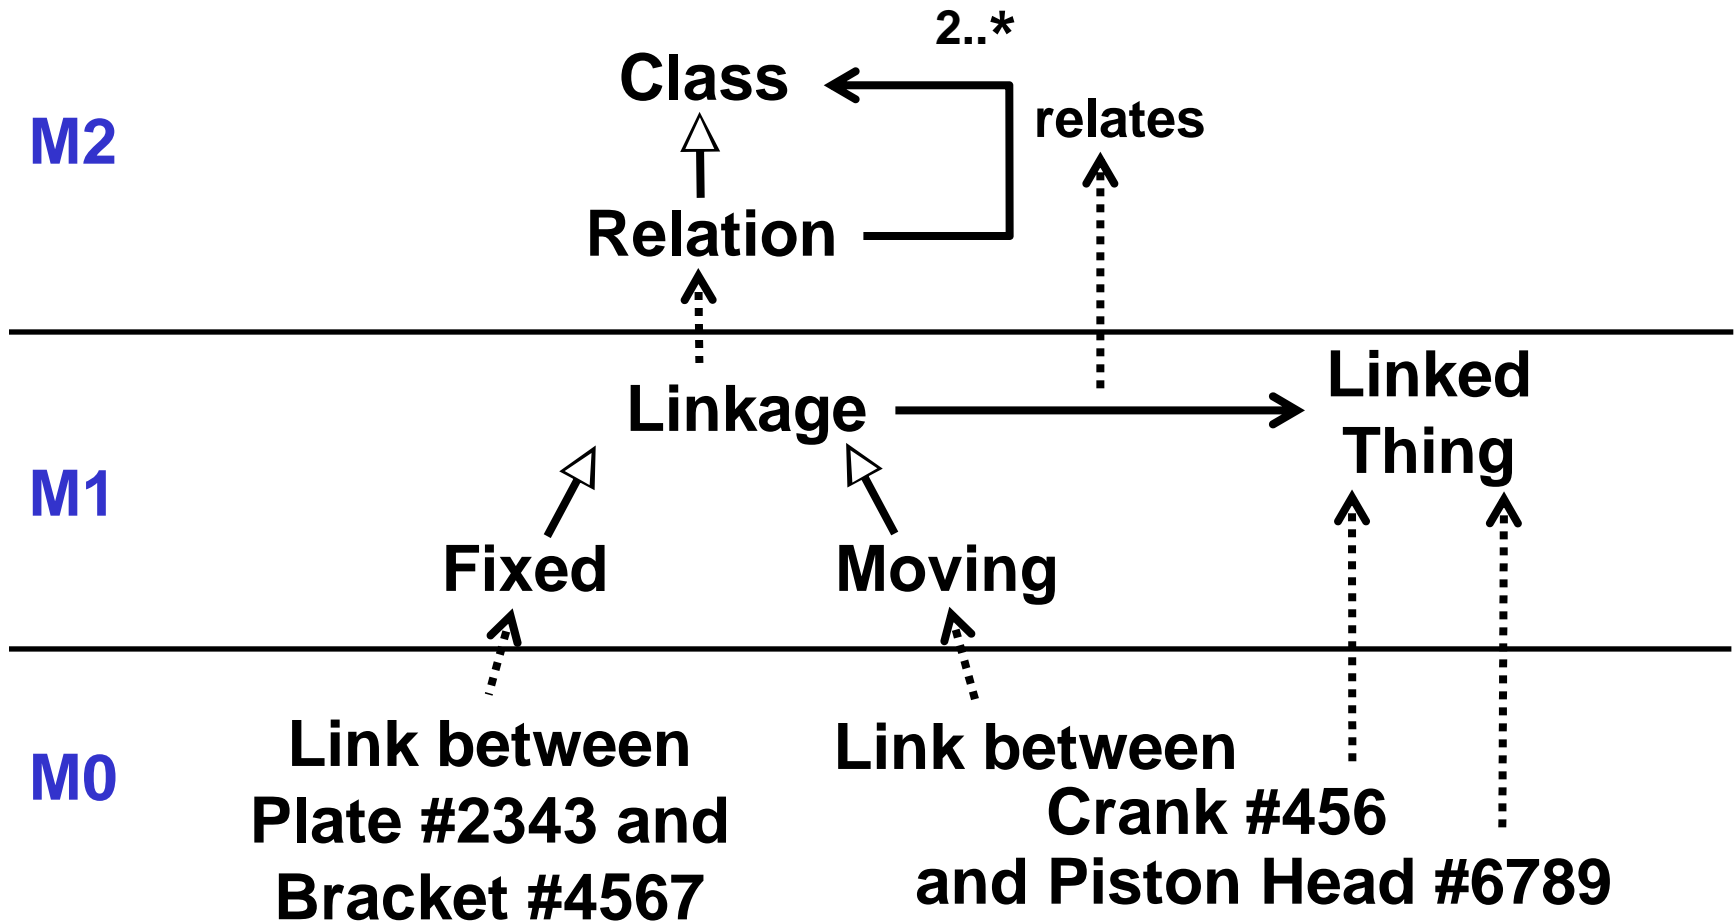 2..*
Class
relates
M2
Relation
Linked
Linkage
Thing
M1
Fixed
Moving
Link between
Plate #2343 and
Bracket #4567
Link between
Crank #456
and Piston Head #6789
M0